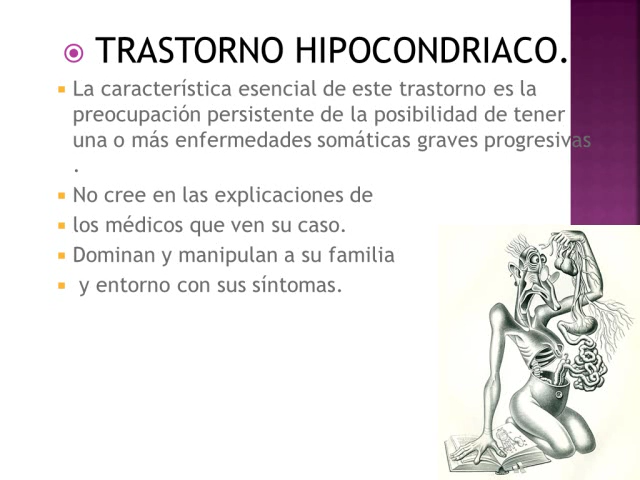 TRASTORNO HIPOCONDRIACO.
La característica esencial de este trastorno es la
preocupación persistente de la posibilidad de tener
una o más enfermedades somáticas graves progresivas
.
No cree en las explicaciones de
los médicos que ven su caso.
Dominan y manipulan a su familia
y entorno con sus síntomas.